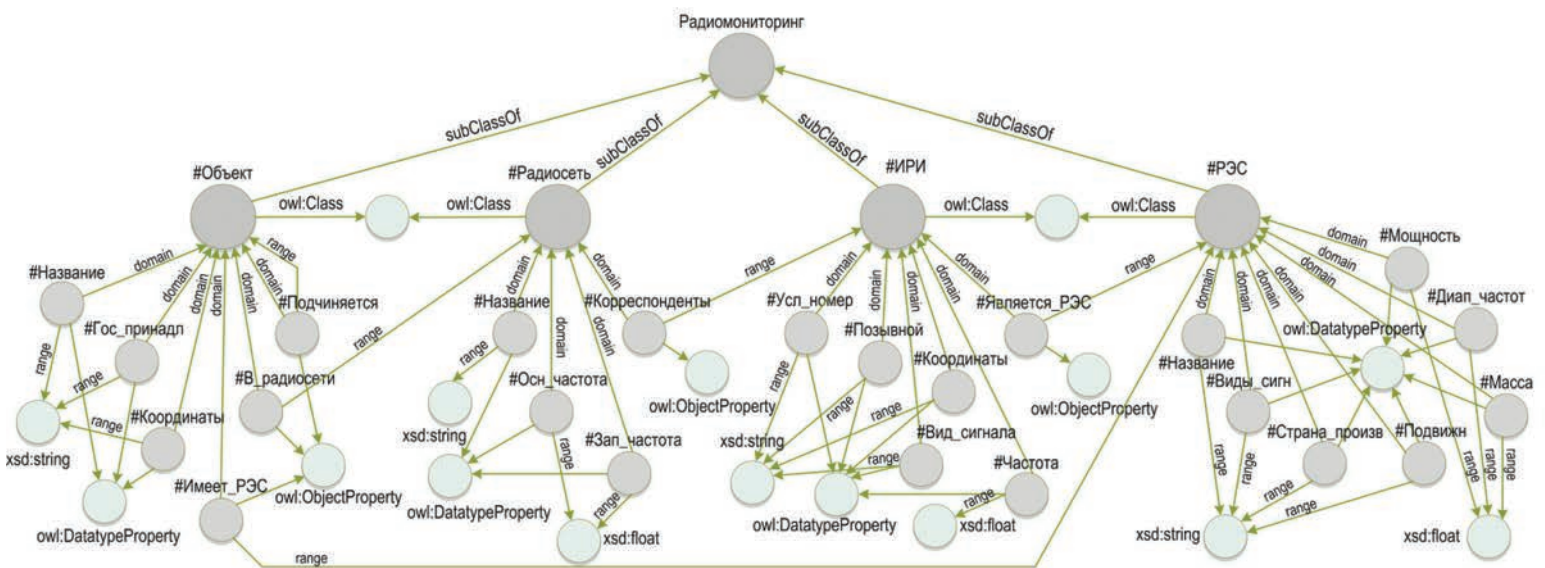 Радиомониторинг
subClassOf
subClassOf
subClassOf
subClassOf
#Объект
#Радиосеть
#ИРИ
#РЭС
owl:Class
owl:Class
owl:Class
owl:Class
#Название
domain
range
#Мощность
domain
#Гос_принадл
domain
domain
domain
domain
domain
#Подчиняется
#Название
domain
domain
#Корреспонденты
range
#Усл_номер
domain
domain
#Позывной
domain
#Является_РЭС
range
domain
domain
domain
domain
domain
domain
#Диап_частот
owl:DatatypeProperty
range
range
range
#В_радиосети
range
range
domain
domain
#Осн_частота
owl:ObjectProperty
range
#Координаты
range
range
owl:ObjectProperty
#Название
#Виды_сигн
#Масса
#Координаты
range
xsd:string
xsd:string
#Зап_частота
range
xsd:string
#Вид_сигнала
range
#Частота
#Страна_произв
#Подвижн
range
range
range
range
range
#Имеет_РЭС
owl:ObjectProperty
owl:DatatypeProperty
range
owl:DatatypeProperty
range
range
range
owl:DatatypeProperty
xsd:float
xsd:float
xsd:string
xsd:float
range